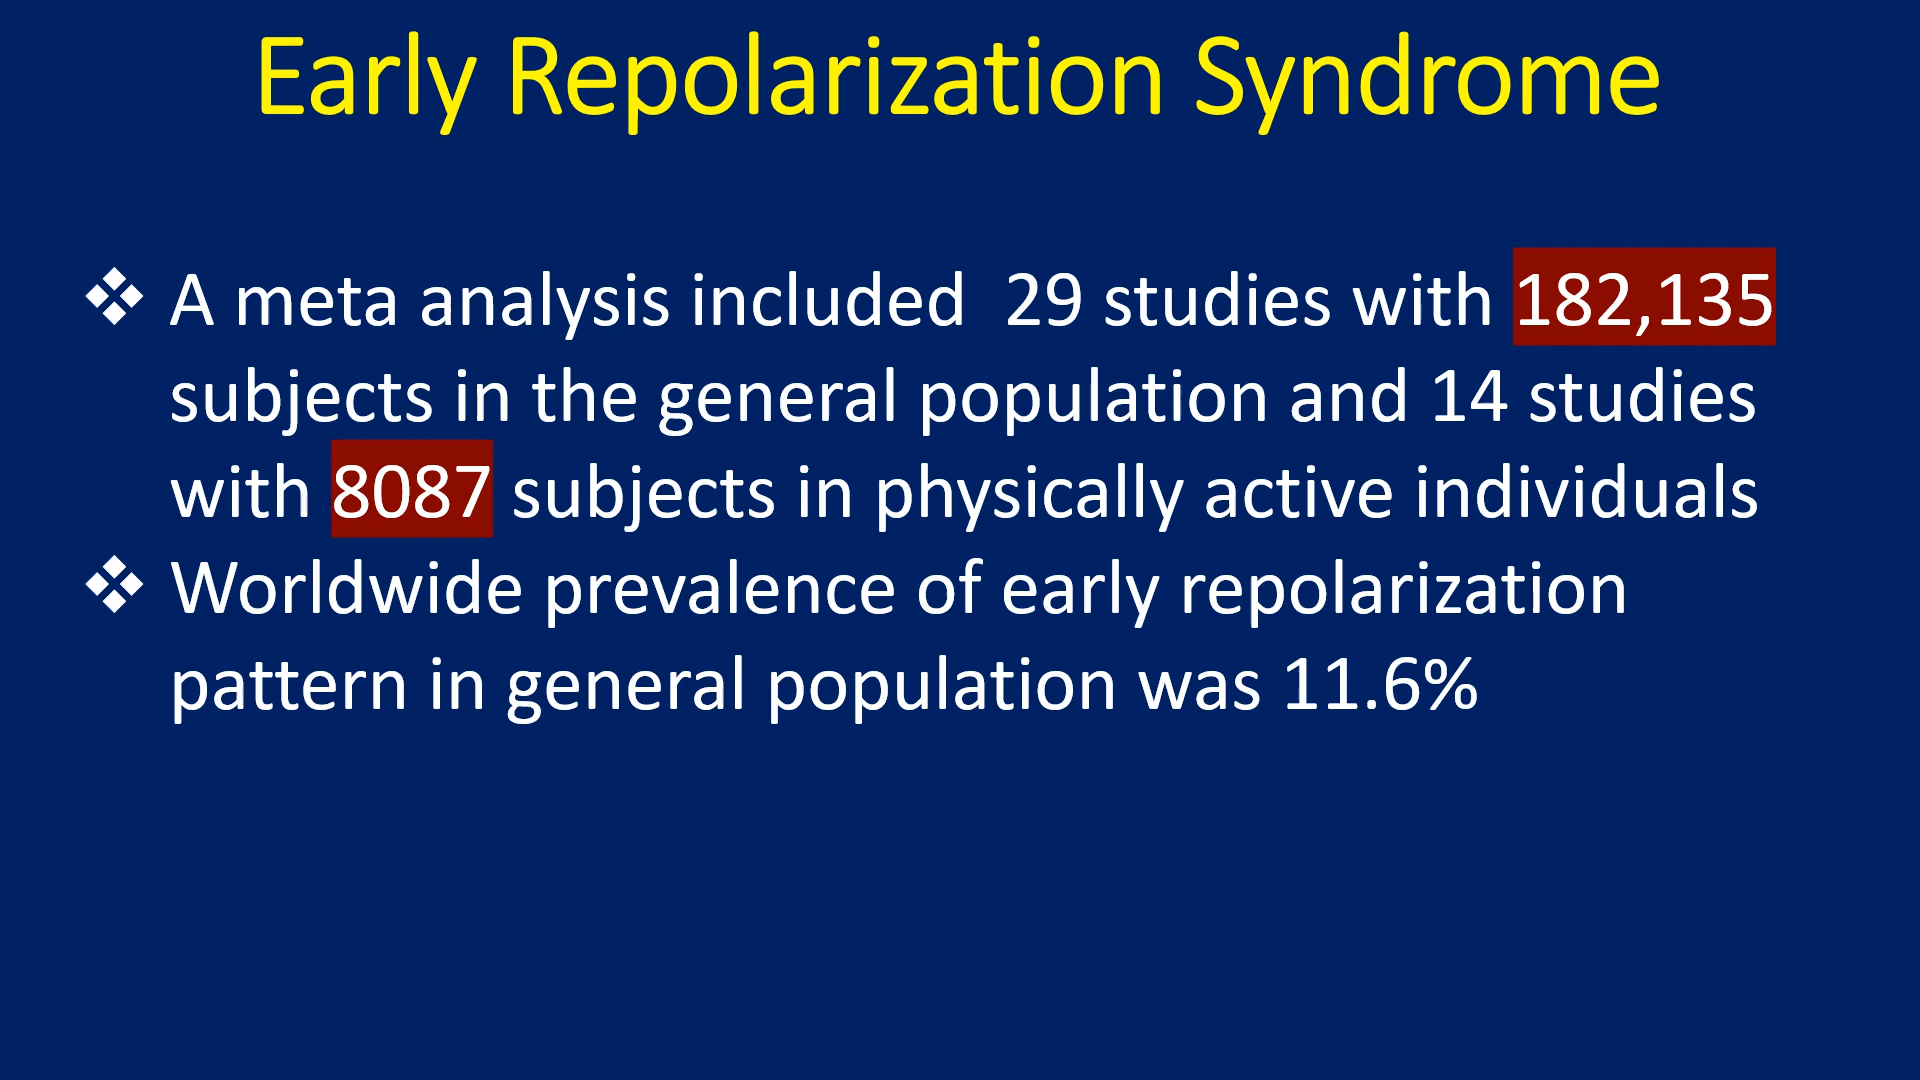 Early Repolarization Syndrome
❖ A meta analysis included  29 studies with 182,135
subjects in the general population and 14 studies
with 8087 subjects in physically active individuals
❖ Worldwide prevalence of early repolarization
pattern in general population was 11.6%